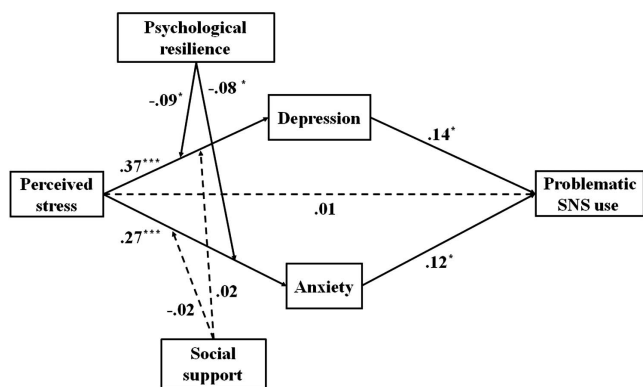 Psychological
resilience
-.09*
-.08 *
Depression
.37***
.14*
Perceived
stress
.01
Problematic
SNS use
.27***
.12*
Anxiety
.02
-.02
Social
support